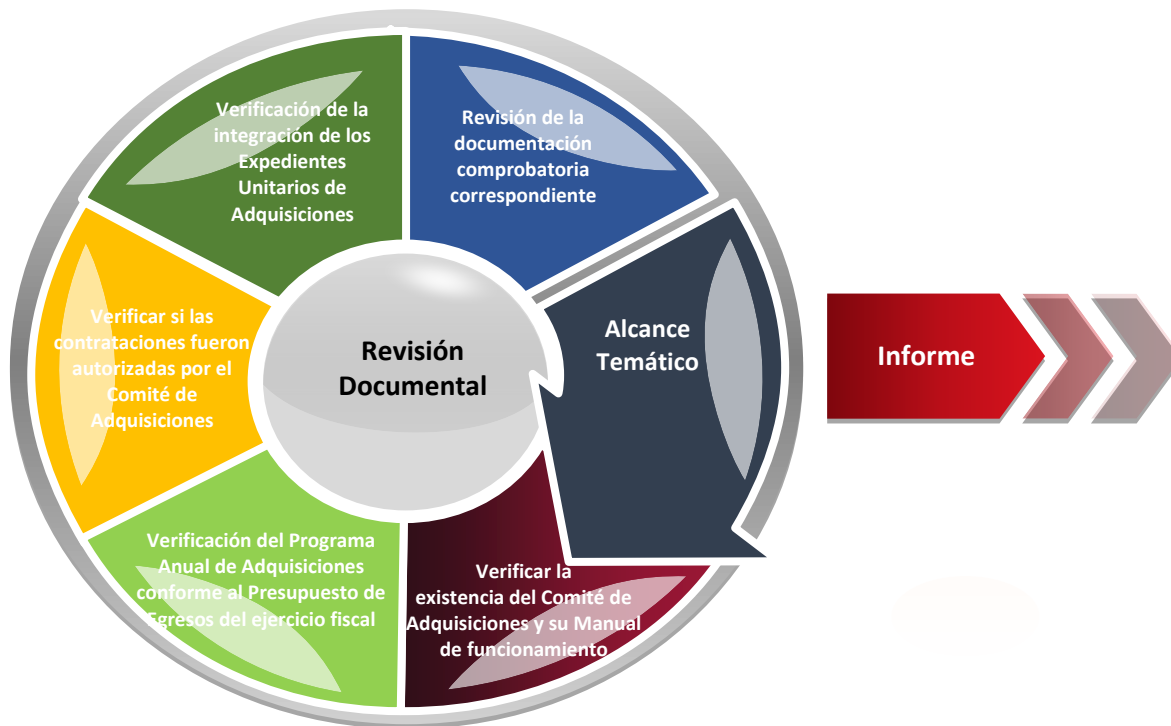 Verificación de la
integración de los
Expedientes
Unitarios de
Adquisiciones
Revisión de la
documentación
comprobatoria
correspondiente
Verificar si las
contrataciones fueron
autorizadas por el
Comité de
Adquisiciones
Revisión
Documental
Alcance
Temático
Informe
Verificación del Programa
Anual de Adquisiciones
conforme al Presupuesto de
Egresos del ejercicio fiscal
Verificar la
existencia del Comité de
Adquisiciones y su Manual
de funcionamiento